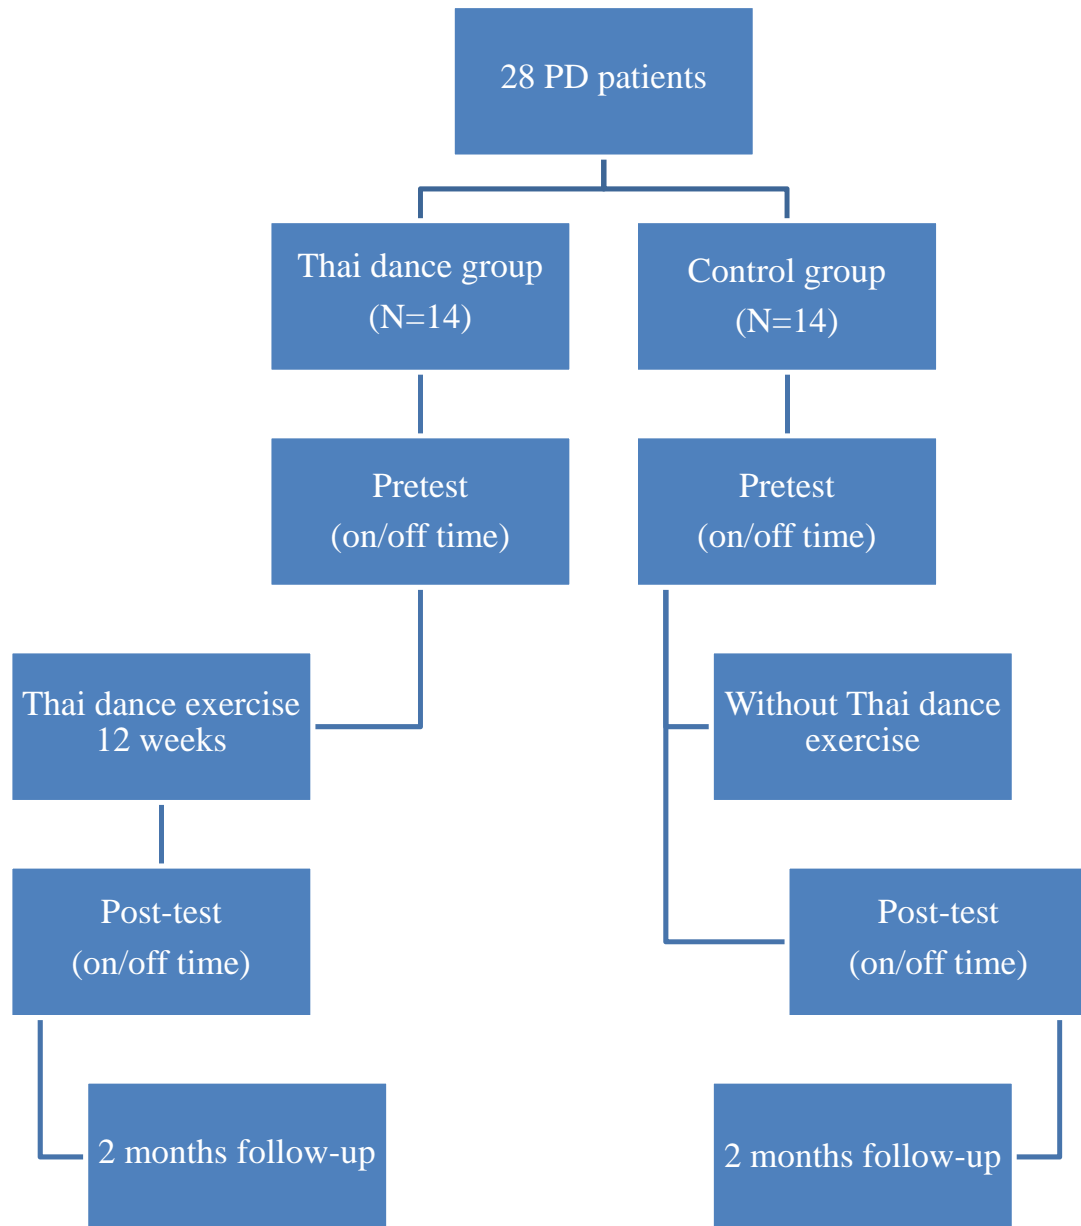 28 PD patients
Thai dance group
(N=14)
Control group
(N=14)
Pretest
(on/off time)
Pretest
(on/off time)
Thai dance exercise
12 weeks
Without Thai dance
exercise
Post-test
(on/off time)
Post-test
(on/off time)
2 months follow-up
2 months follow-up